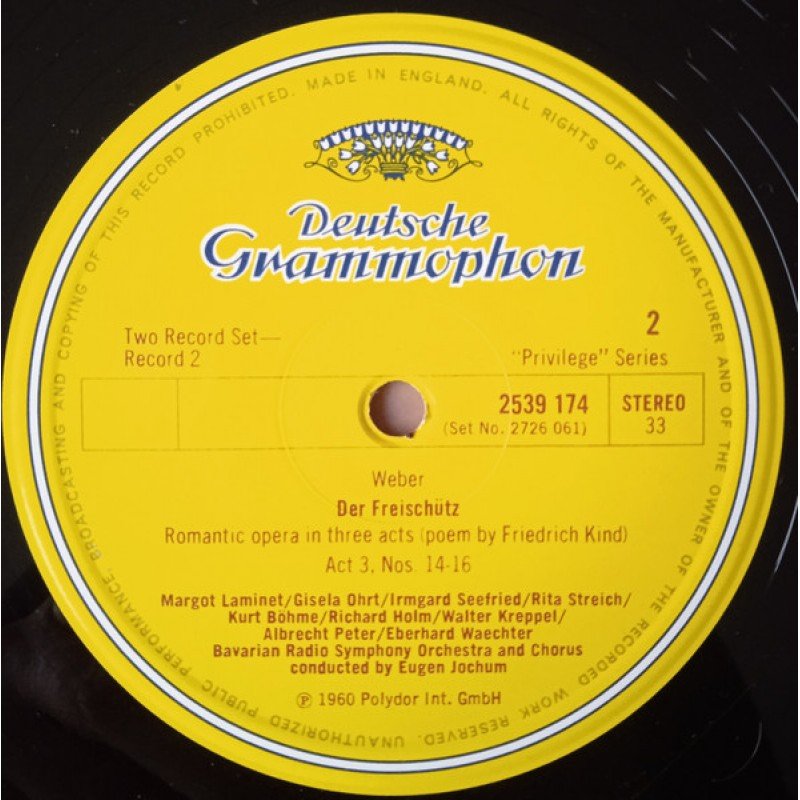 MADE IN ENGLAND. ALL RIGHTS OF THE MANUFACTURER AND OF THE OWNER OF THE RECORDED WORK RESERVED. UNAUTHORIZED PUBLIC PERFORMANCE, BROADCASTING AND COPYING OF THIS RECORD PROHIBITED.
Deutsche
Grammophon
Two Record Set—
Record 2
2
"Privilege" Series
2539 174
(Set No. 2726 061)
STEREO
33
Weber
Der Freischütz
Romantic opera in three acts (poem by Friedrich Kind)
Act 3, Nos. 14-16
Margot Laminet/Gisela Ohrt/Irmgard Seefried/Rita Streich/
Kurt Böhme/Richard Holm/Walter Kreppel/
Albrecht Peter/Eberhard Waechter
Bavarian Radio Symphony Orchestra and Chorus
conducted by Eugen Jochum
℗ 1960 Polydor Int. GmbH